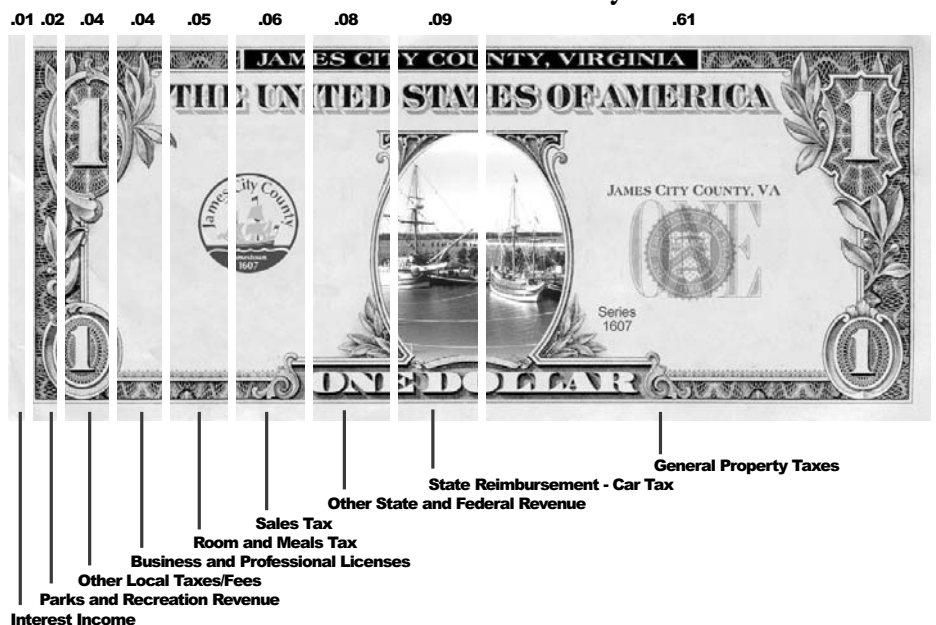 .01 .02 .04 .04 .05 .06 .08 .09 .61
JAMES CITY COUNTY, VIRGINIA
THE UNITED STATES OF AMERICA
1
1
James City County
Jamestown
1607
JAMES CITY COUNTY, VA
ONE
Series
1607
1
1
ONE DOLLAR
General Property Taxes
State Reimbursement - Car Tax
Other State and Federal Revenue
Sales Tax
Room and Meals Tax
Business and Professional Licenses
Other Local Taxes/Fees
Parks and Recreation Revenue
Interest Income